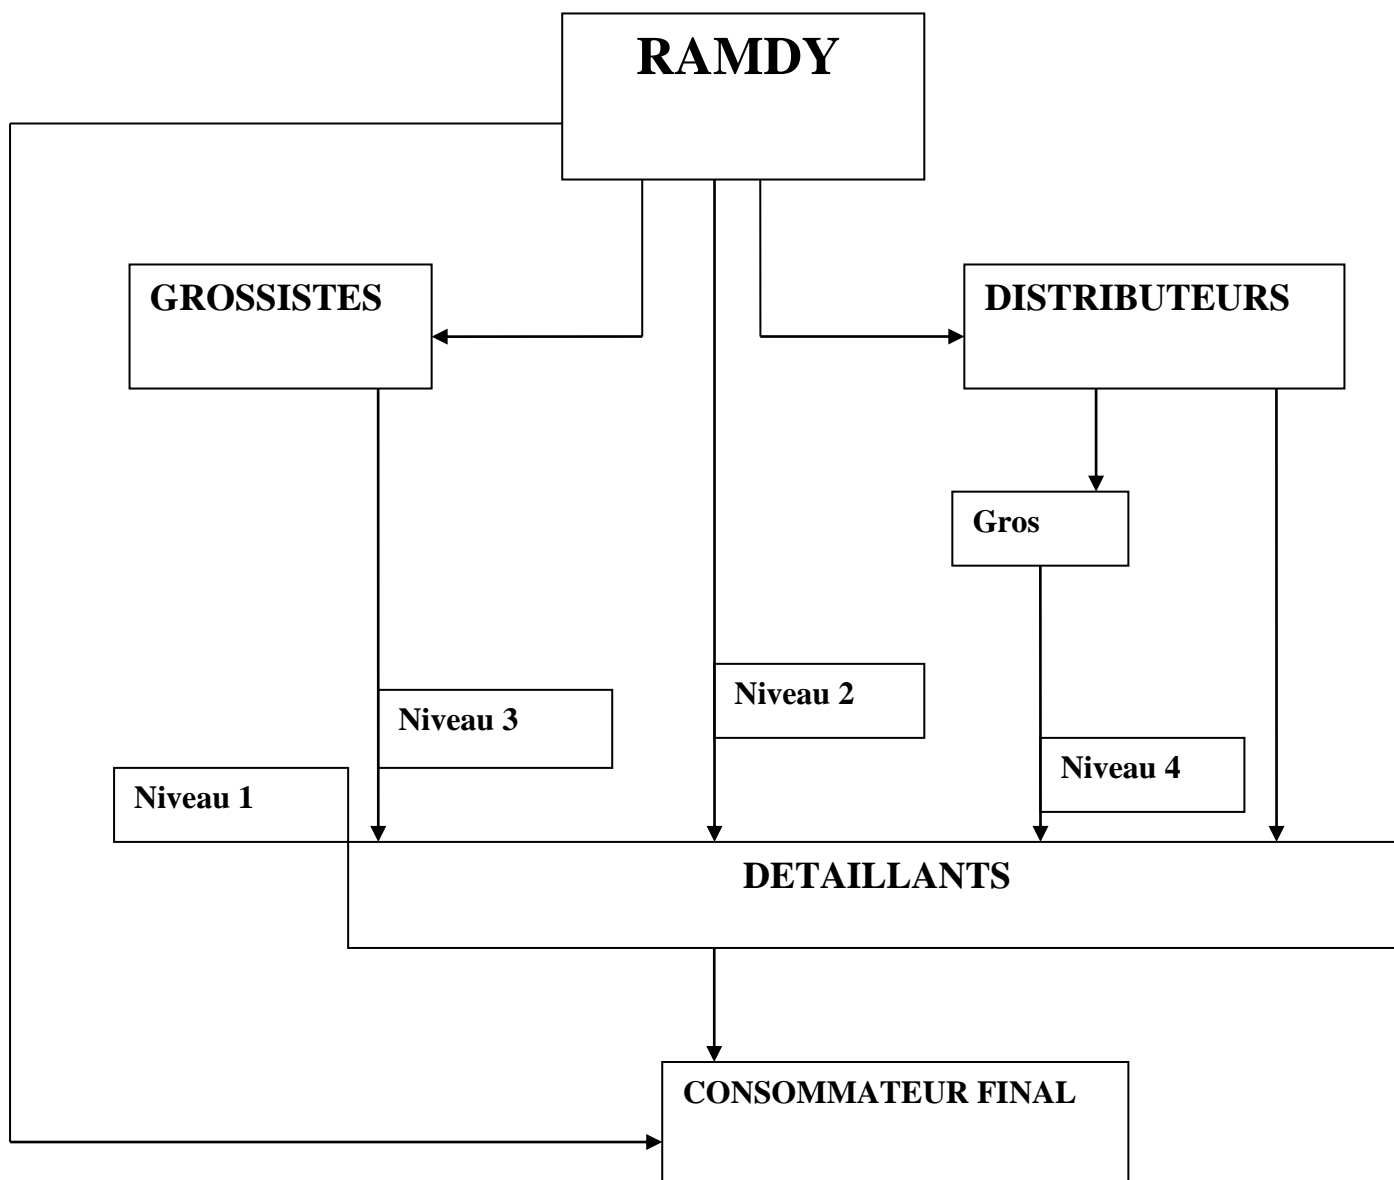 RAMDY
GROSSISTES
DISTRIBUTEURS
Gros
Niveau 2
Niveau 3
Niveau 4
Niveau 1
DETAILLANTS
CONSOMMATEUR FINAL